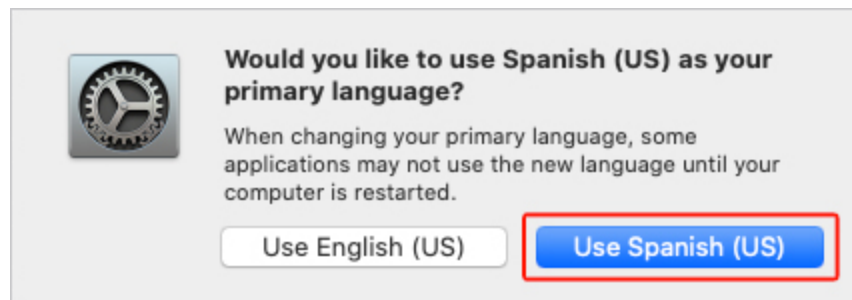 Would you like to use Spanish (US) as your
primary language?
When changing your primary language, some
applications may not use the new language until your
computer is restarted.
Use English (US)
Use Spanish (US)